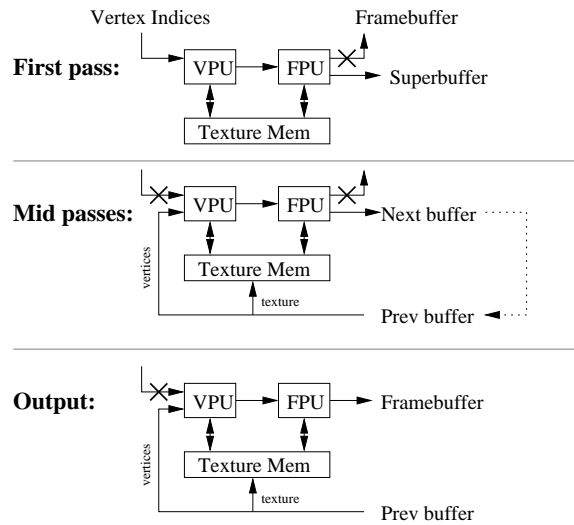 Vertex Indices
Framebuffer
First pass:
VPU
FPU
Superbuffer
Texture Mem
Mid passes:
VPU
FPU
Next buffer
vertices
Texture Mem
texture
Prev buffer
Output:
VPU
FPU
Framebuffer
vertices
Texture Mem
texture
Prev buffer